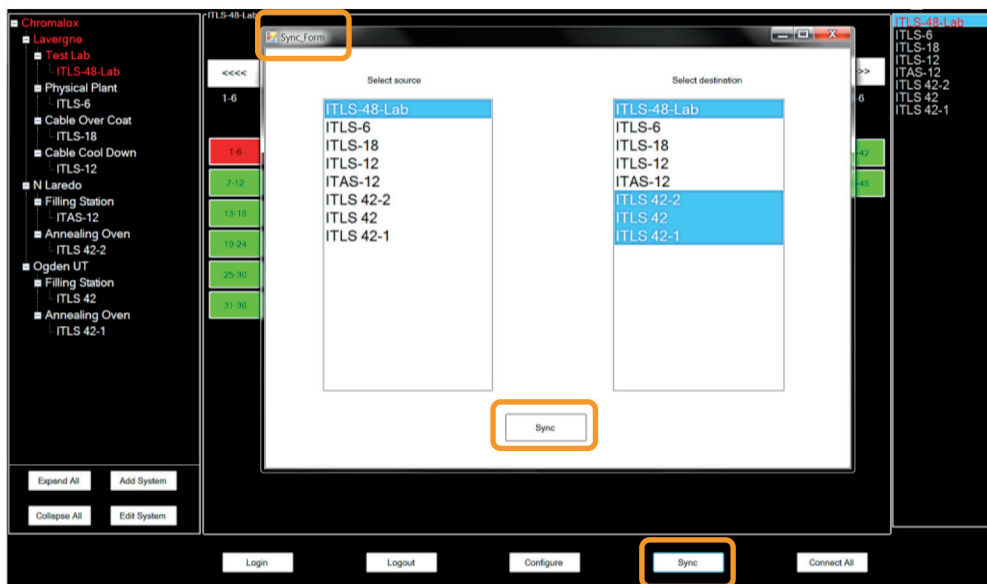 Chromalox
Lavergne
Test Lab
ITLS-48-Lab
Physical Plant
ITLS-6
Cable Over Coat
ITLS-18
Cable Cool Down
ITLS-12
N Laredo
Filling Station
ITAS-12
Annealing Oven
ITLS 42-2
Ogden UT
Filling Station
ITLS 42
Annealing Oven
ITLS 42-1
Expand All
Add System
Collapse All
Edit System
ITLS-48-Lab
<<<<
1-6
1-6
7-12
13-18
19-24
25-30
31-36
Sync_Form
Select source
ITLS-48-Lab
ITLS-6
ITLS-18
ITLS-12
ITAS-12
ITLS 42-2
ITLS 42
ITLS 42-1
Select destination
ITLS-48-Lab
ITLS-6
ITLS-18
ITLS-12
ITAS-12
ITLS 42-2
ITLS 42
ITLS 42-1
Sync
>>
-6
-42
-48
ITLS-48-Lab
ITLS-6
ITLS-18
ITLS-12
ITAS-12
ITLS 42-2
ITLS 42
ITLS 42-1
Login
Logout
Configure
Sync
Connect All